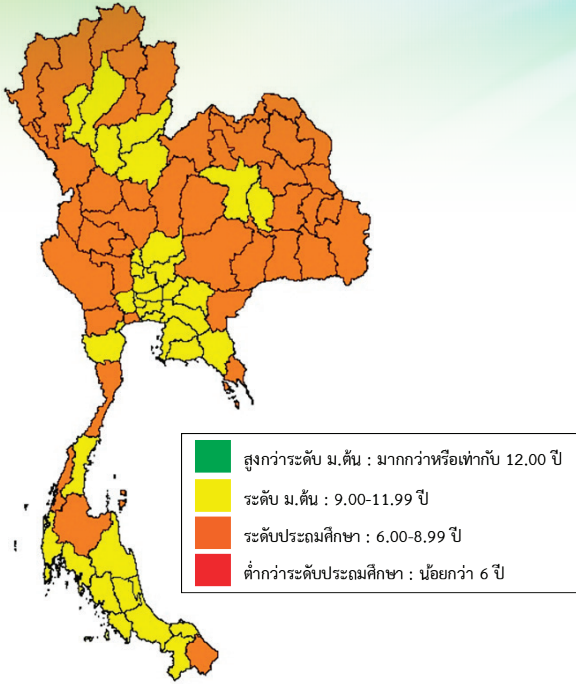 สูงกว่าระดับ ม.ต้น : มากกว่าหรือเท่ากับ 12.00 ปี
ระดับ ม.ต้น : 9.00-11.99 ปี
ระดับประถมศึกษา : 6.00-8.99 ปี
ต่ำกว่าระดับประถมศึกษา : น้อยกว่า 6 ปี